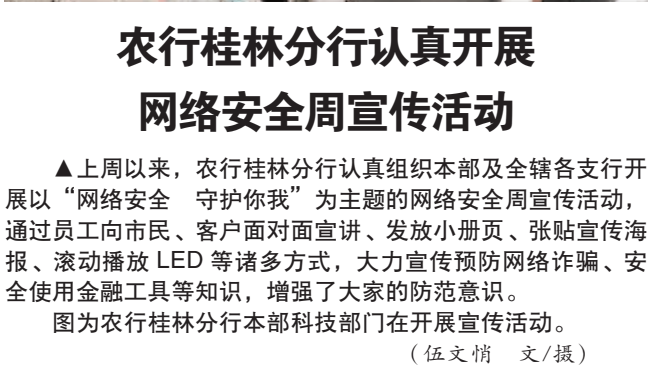 农行桂林分行认真开展
网络安全周宣传活动
▲上周以来，农行桂林分行认真组织本部及全辖各支行开
展以“网络安全　守护你我”为主题的网络安全周宣传活动，
通过员工向市民、客户面对面宣讲、发放小册页、张贴宣传海
报、滚动播放 LED 等诸多方式，大力宣传预防网络诈骗、安
全使用金融工具等知识，增强了大家的防范意识。
图为农行桂林分行本部科技部门在开展宣传活动。
（伍文悄　文/摄）